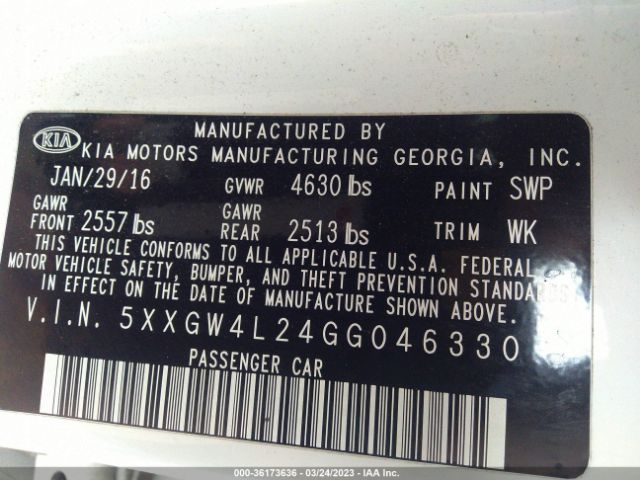 MANUFACTURED BY
KIA KIA MOTORS MANUFACTURING GEORGIA, INC.
JAN/29/16 GVWR 4630 lbs PAINT SWP
GAWR FRONT 2557 lbs GAWR REAR 2513 lbs TRIM WK
THIS VEHICLE CONFORMS TO ALL APPLICABLE U.S.A. FEDERAL
MOTOR VEHICLE SAFETY, BUMPER, AND THEFT PREVENTION STANDARDS
IN EFFECT ON THE DATE OF MANUFACTURE SHOWN ABOVE.
V.I.N. 5XXGW4L24GG046330
PASSENGER CAR
000-36173636 - 03/24/2023 - IAA Inc.